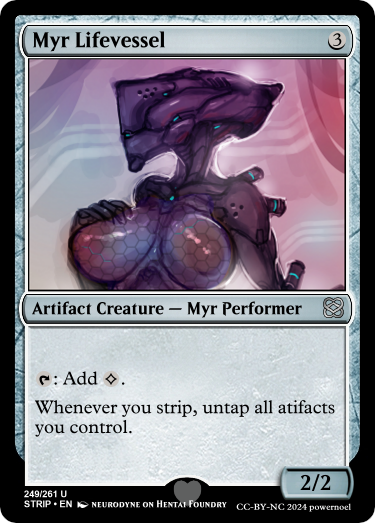 Myr Lifevessel 3
Artifact Creature — Myr Performer
: Add .
Whenever you strip, untap all atifacts
you control.
2/2
249/261 U
STRIP • EN NEURODYNE ON HENTAI FOUNDRY
CC-BY-NC 2024 powernoel